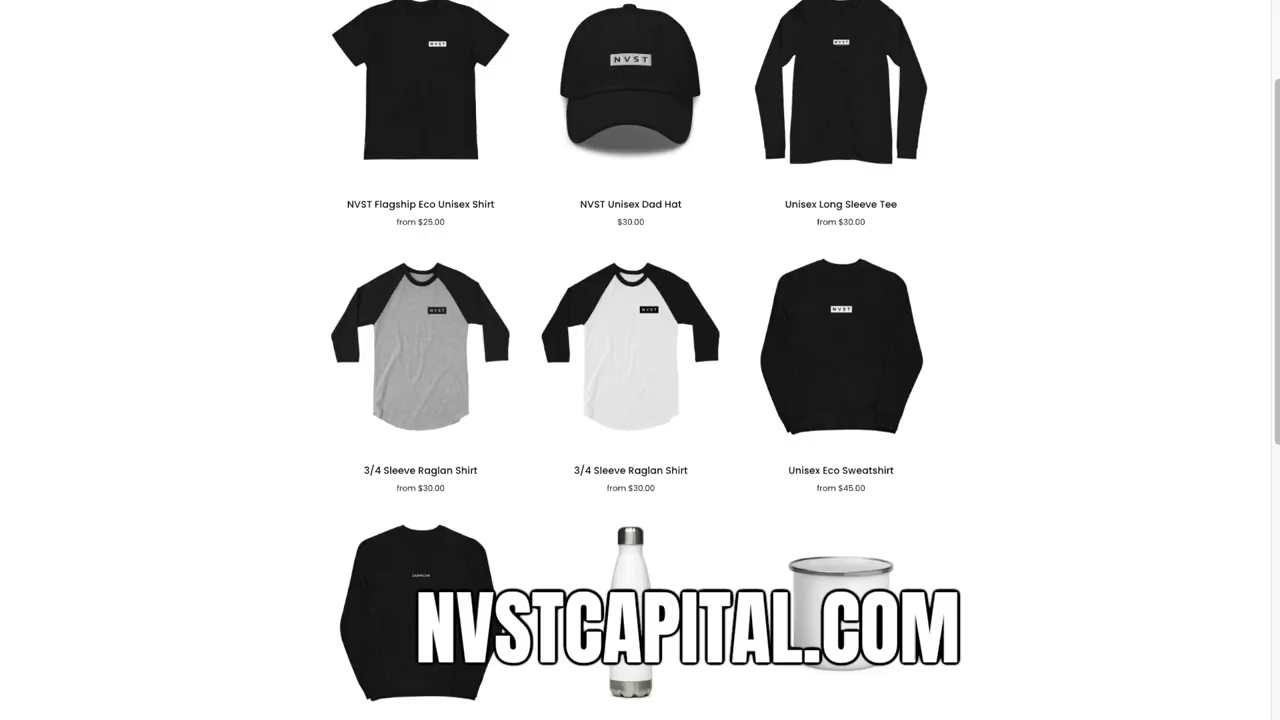 NVST
NVST
NVST
NVST Flagship Eco Unisex Shirt
NVST Unisex Dad Hat
Unisex Long Sleeve Tee
from $25.00
$30.00
from $30.00
NVST
NVST
NVST
3/4 Sleeve Raglan Shirt
3/4 Sleeve Raglan Shirt
Unisex Eco Sweatshirt
from $30.00
from $30.00
from $45.00
NVSTCAPITAL.COM